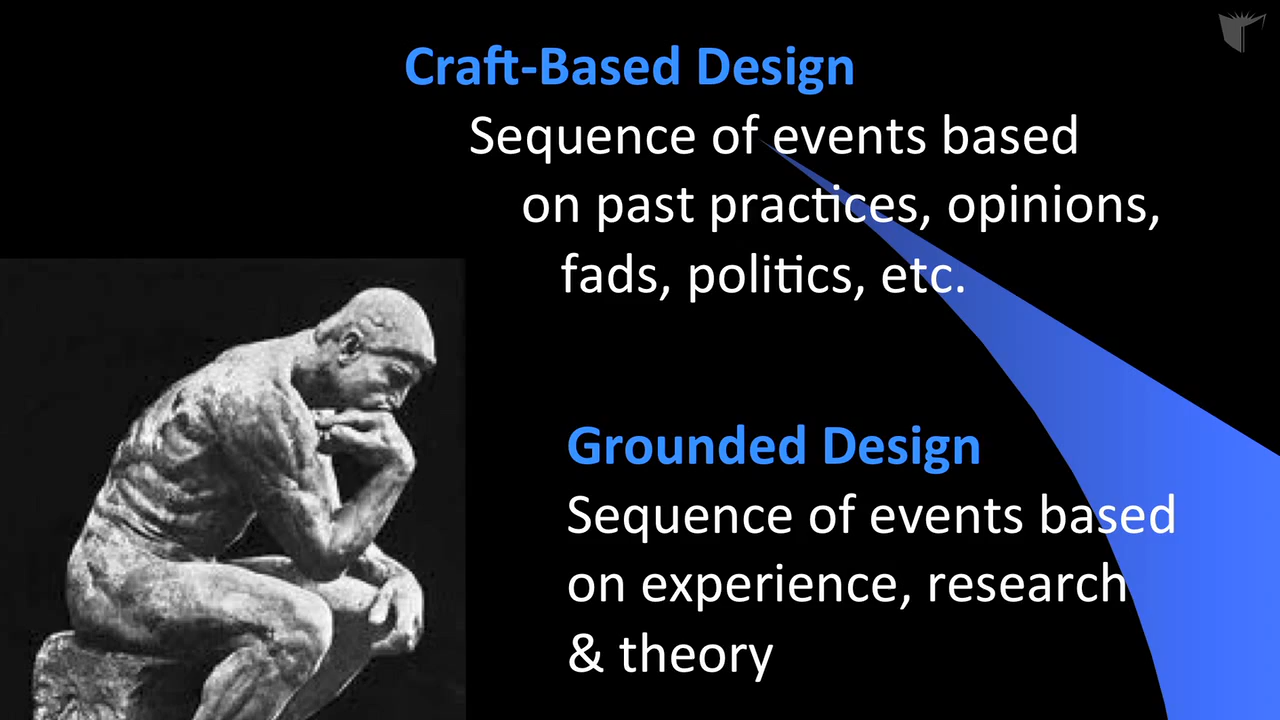 Craft-Based Design
Sequence of events based
on past practices, opinions,
fads, politics, etc.
Grounded Design
Sequence of events based
on experience, research
& theory